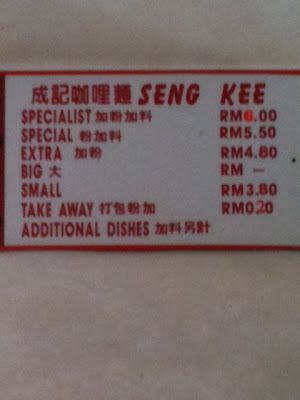 成記咖哩麵 SENG KEE
SPECIALIST 加粉加料 RM6.00
SPECIAL 粉加料 RM5.50
EXTRA 加粉 RM4.80
BIG 大 RM —
SMALL RM3.80
TAKE AWAY 打包粉加 RM0.20
ADDITIONAL DISHES 加料另計